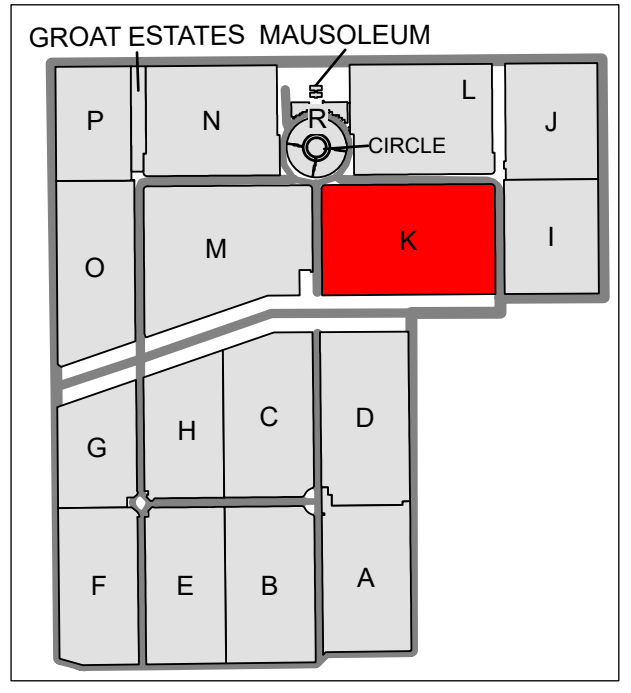 GROAT ESTATES MAUSOLEUM
L
P N R J
CIRCLE
K
M I
O
C D
H
G
A
F E B